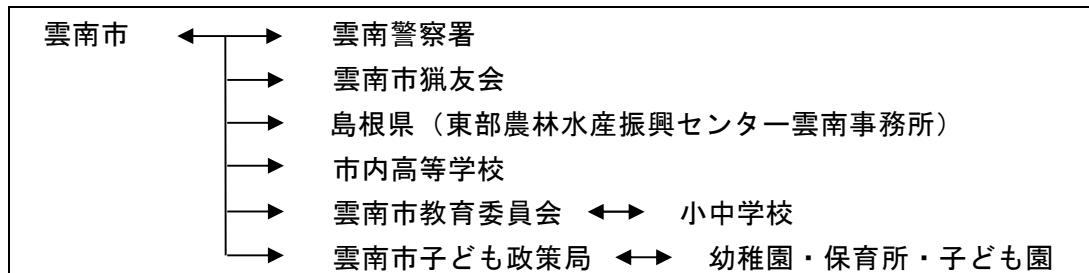 雲南市 雲南警察署
雲南市猟友会
島根県（東部農林水産振興センター雲南事務所）
市内高等学校
雲南市教育委員会 小中学校
雲南市子ども政策局 幼稚園・保育所・子ども園